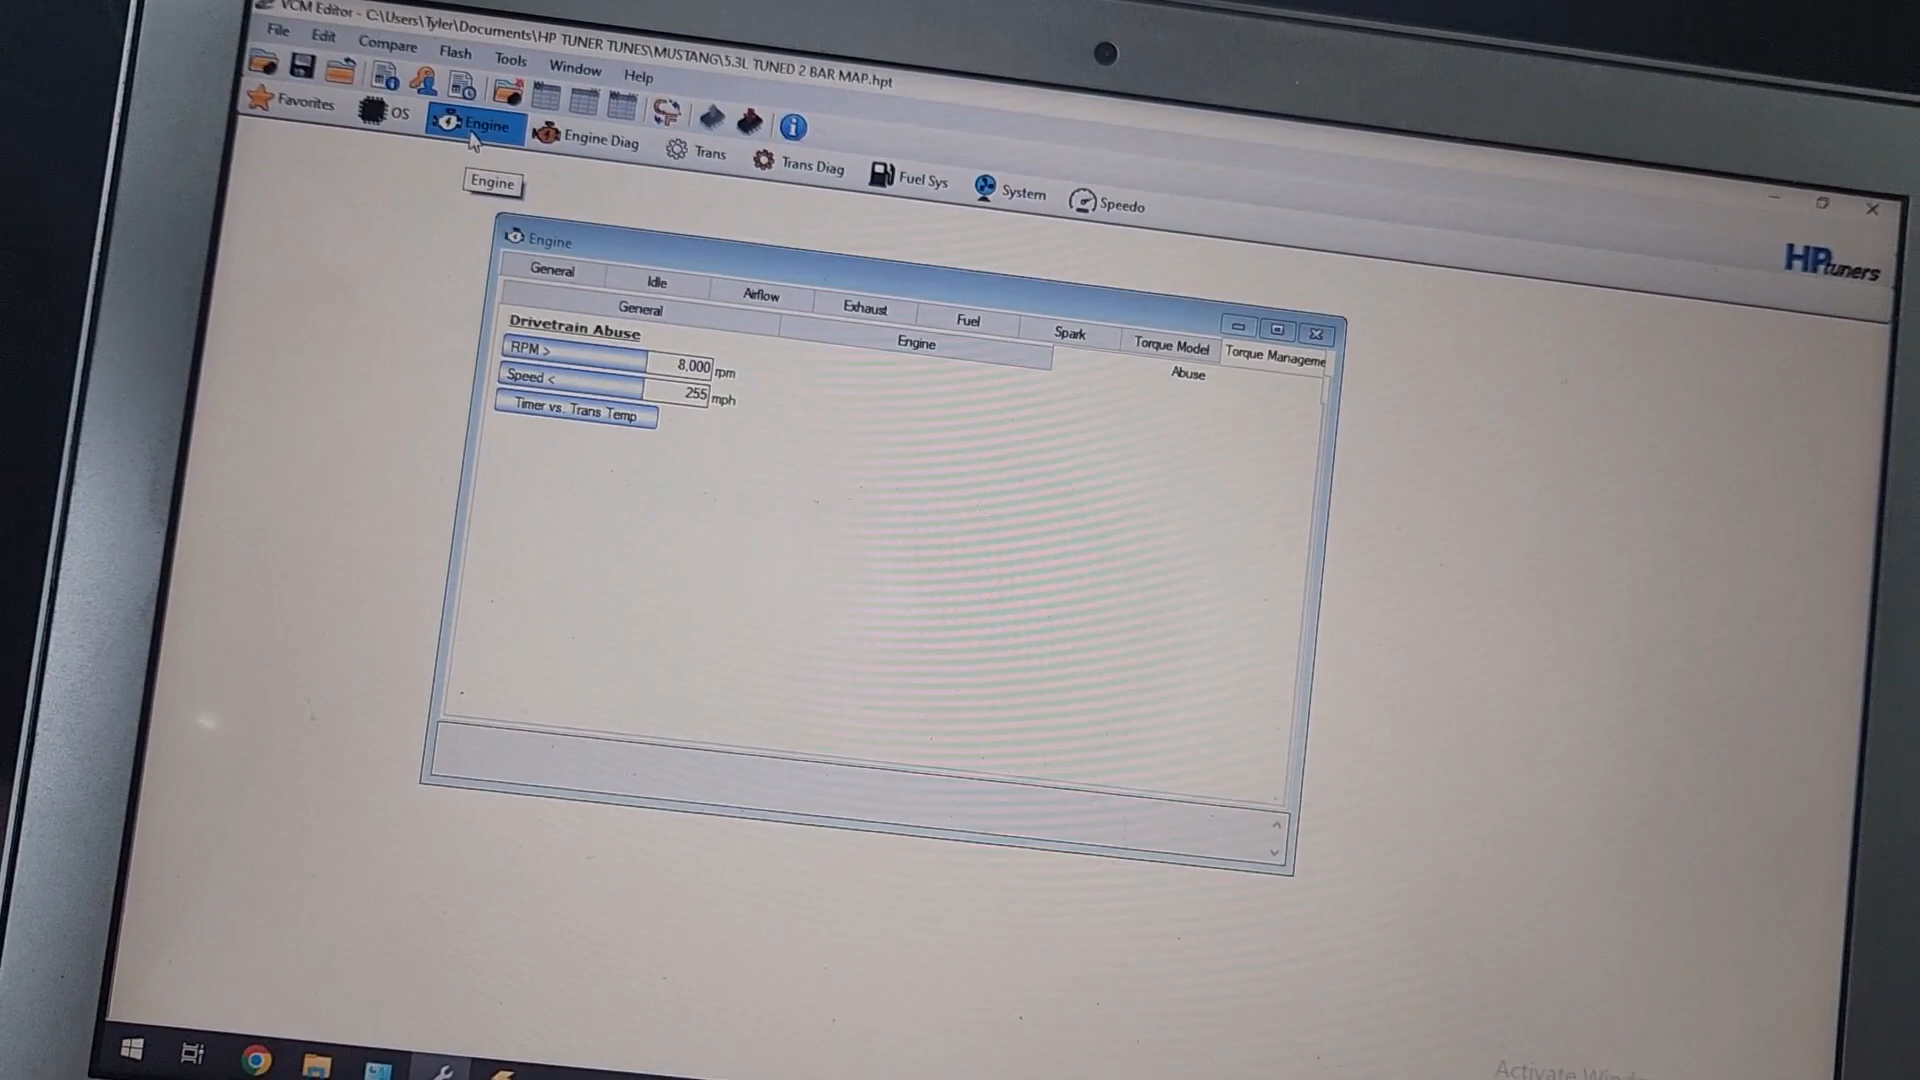 VCM Editor - C:\Users\Tyler\Documents\HP TUNER TUNES\MUSTANG\5.3L TUNED 2 BAR MAP.hpt
File Edit Compare Flash Tools Window Help
Favorites OS Engine Engine Diag Trans Trans Diag Fuel Sys System Speedo
HPtuners
Engine
Engine
General Idle Airflow Exhaust Fuel Spark Torque Model Torque Manageme
General Engine Abuse
Drivetrain Abuse
RPM > 8,000 rpm
Speed < 255 mph
Timer vs. Trans Temp
Activate